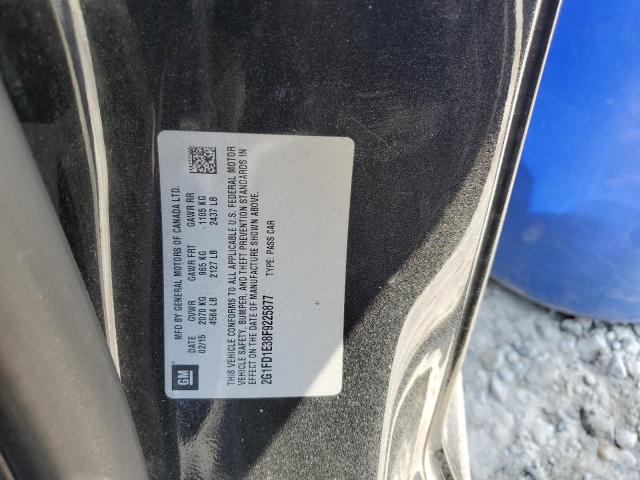 MFD BY GENERAL MOTORS OF CANADA LTD.
DATE GVWR GAWR FRT GAWR RR
02/15 2070 KG 965 KG 1105 KG
4564 LB 2127 LB 2437 LB
GM
THIS VEHICLE CONFORMS TO ALL APPLICABLE U.S. FEDERAL MOTOR
VEHICLE SAFETY, BUMPER, AND THEFT PREVENTION STANDARDS IN
EFFECT ON THE DATE OF MANUFACTURE SHOWN ABOVE.
2G1FD1E38F9225877 TYPE: PASS CAR